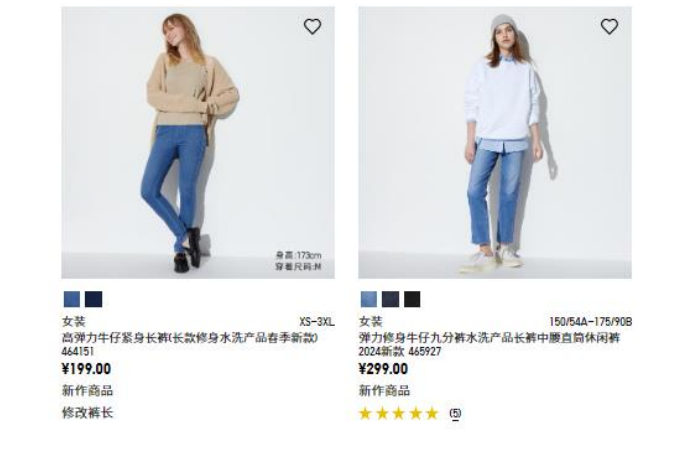 身高:173cm
穿着尺码:M
女装 XS-3XL
高弹力牛仔紧身长裤(长款修身水洗产品春季新款)
464151
¥199.00
新作商品
修改裤长
女装 150/54A-175/90B
弹力修身牛仔九分裤水洗产品长裤中腰直筒休闲裤
2024新款 465927
¥299.00
新作商品
(5)